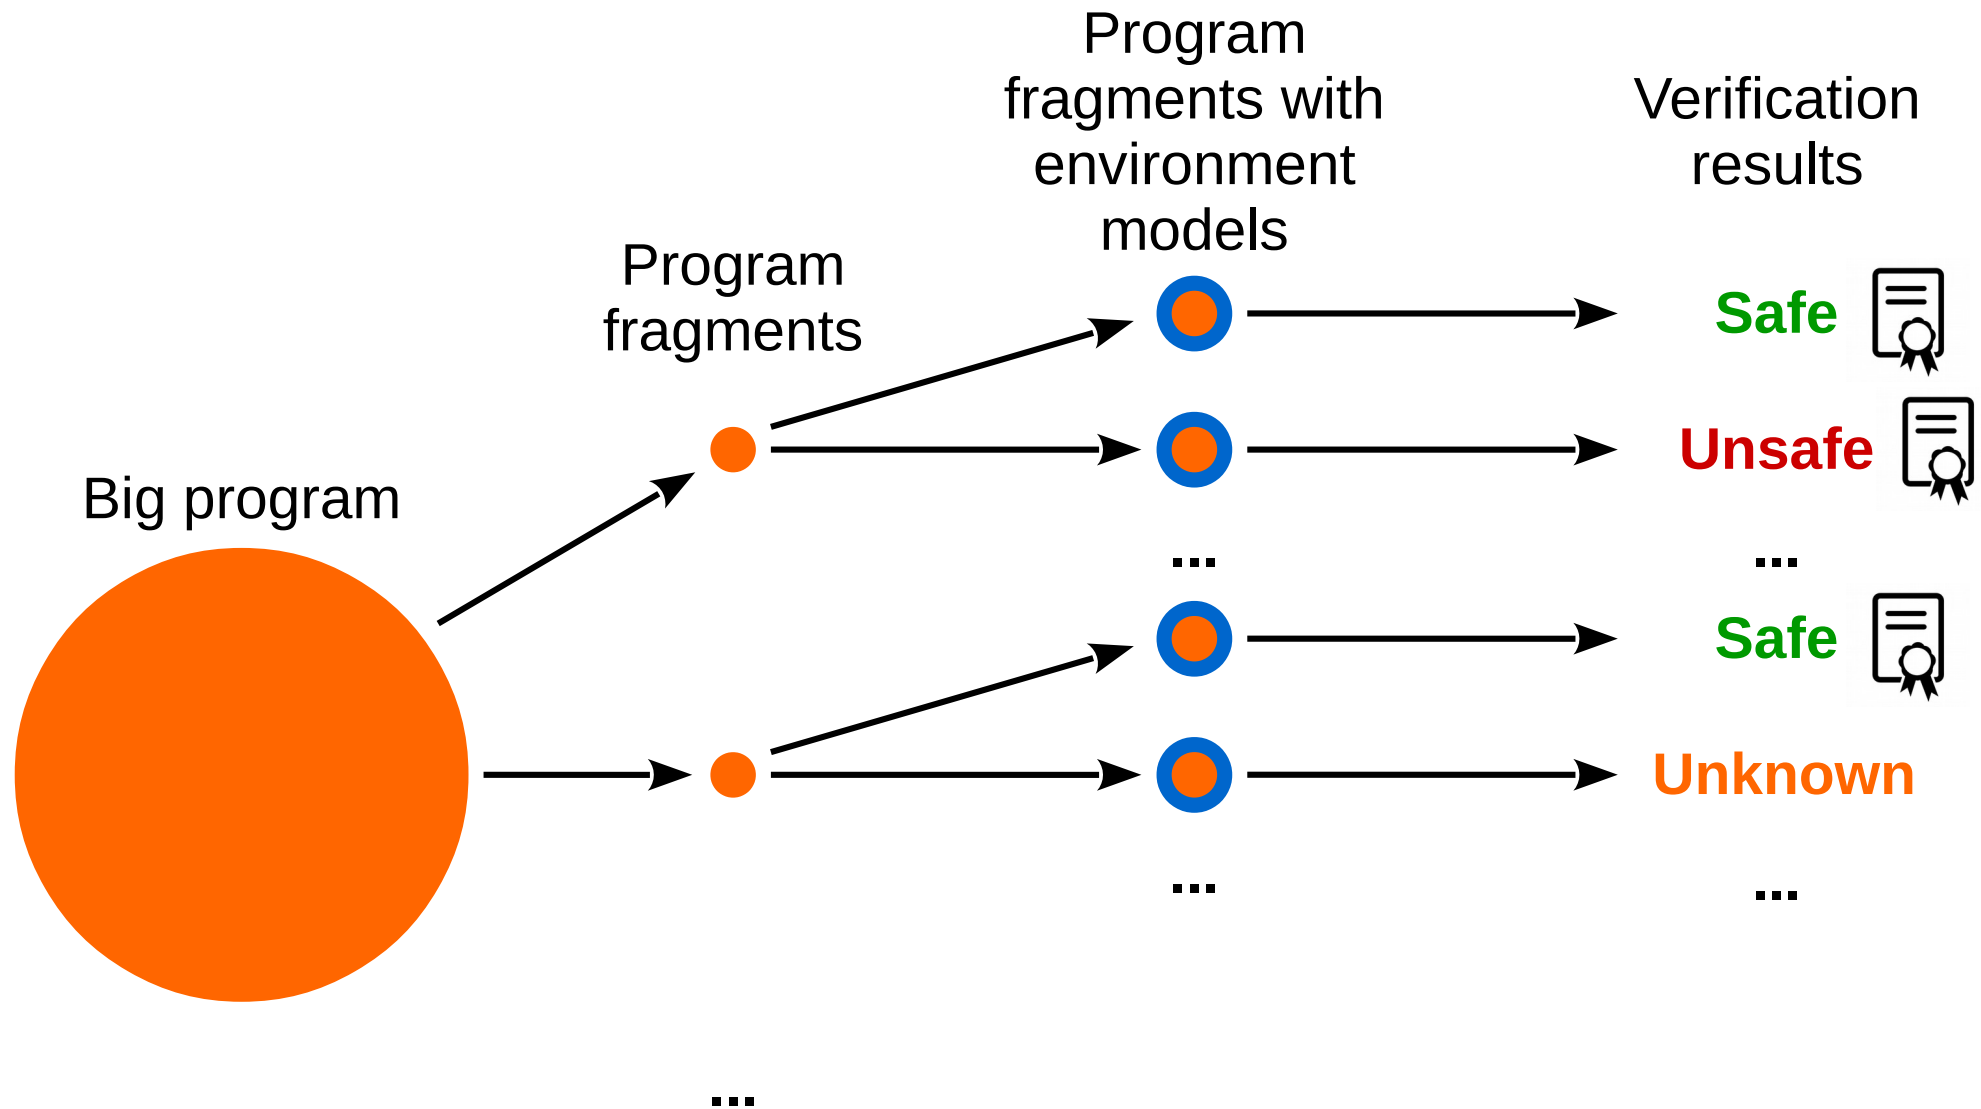 Program
fragments with
environment
models
Verification
results
Program
fragments
Big program
Safe
Unsafe
...
...
Safe
Unknown
...
...
...